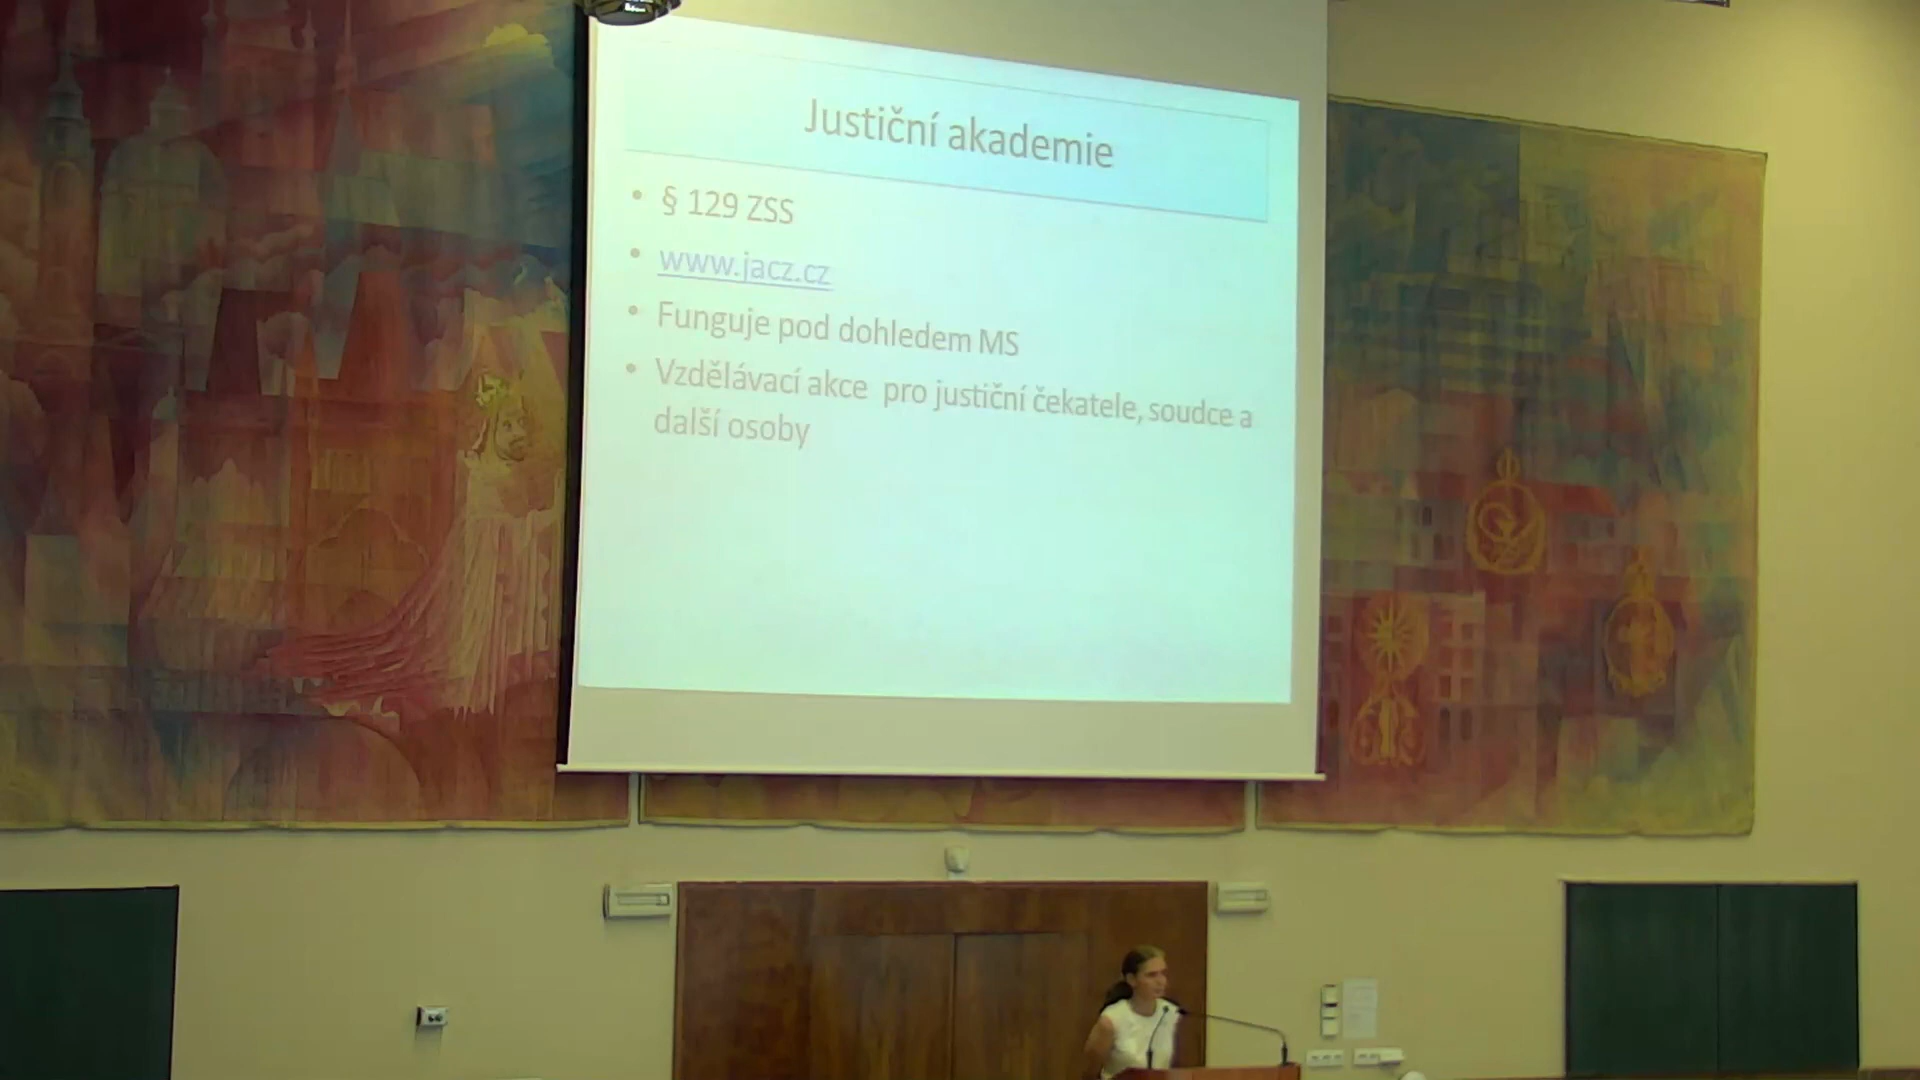 Justiční akademie
• § 129 ZSS
• www.jacz.cz
• Funguje pod dohledem MS
• Vzdělávací akce pro justiční čekatele, soudce a
další osoby